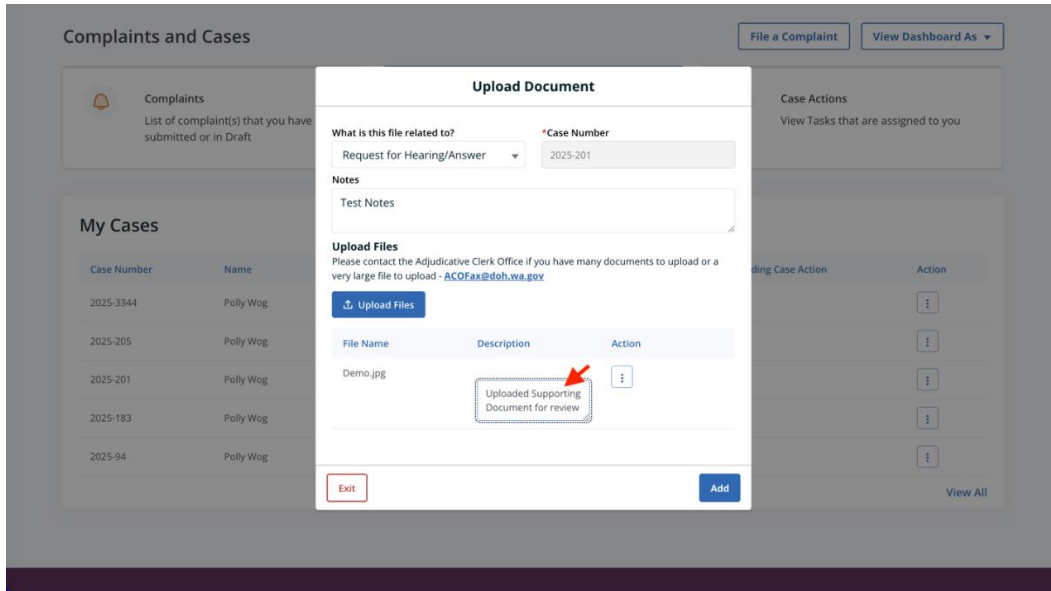 Complaints and Cases
File a Complaint
View Dashboard As
Complaints
List of complaint(s) that you have
submitted or in Draft
Case Actions
View Tasks that are assigned to you
Upload Document
What is this file related to?
*Case Number
Request for Hearing/Answer
2025-201
Notes
Test Notes
Upload Files
Please contact the Adjudicative Clerk Office if you have many documents to upload or a
very large file to upload - ACOFax@doh.wa.gov
Upload Files
File Name Description Action
Demo.jpg
Uploaded Supporting
Document for review
Exit
Add
My Cases
Case Number Name ding Case Action Action
2025-3344 Polly Wog
2025-205 Polly Wog
2025-201 Polly Wog
2025-183 Polly Wog
2025-94 Polly Wog
View All